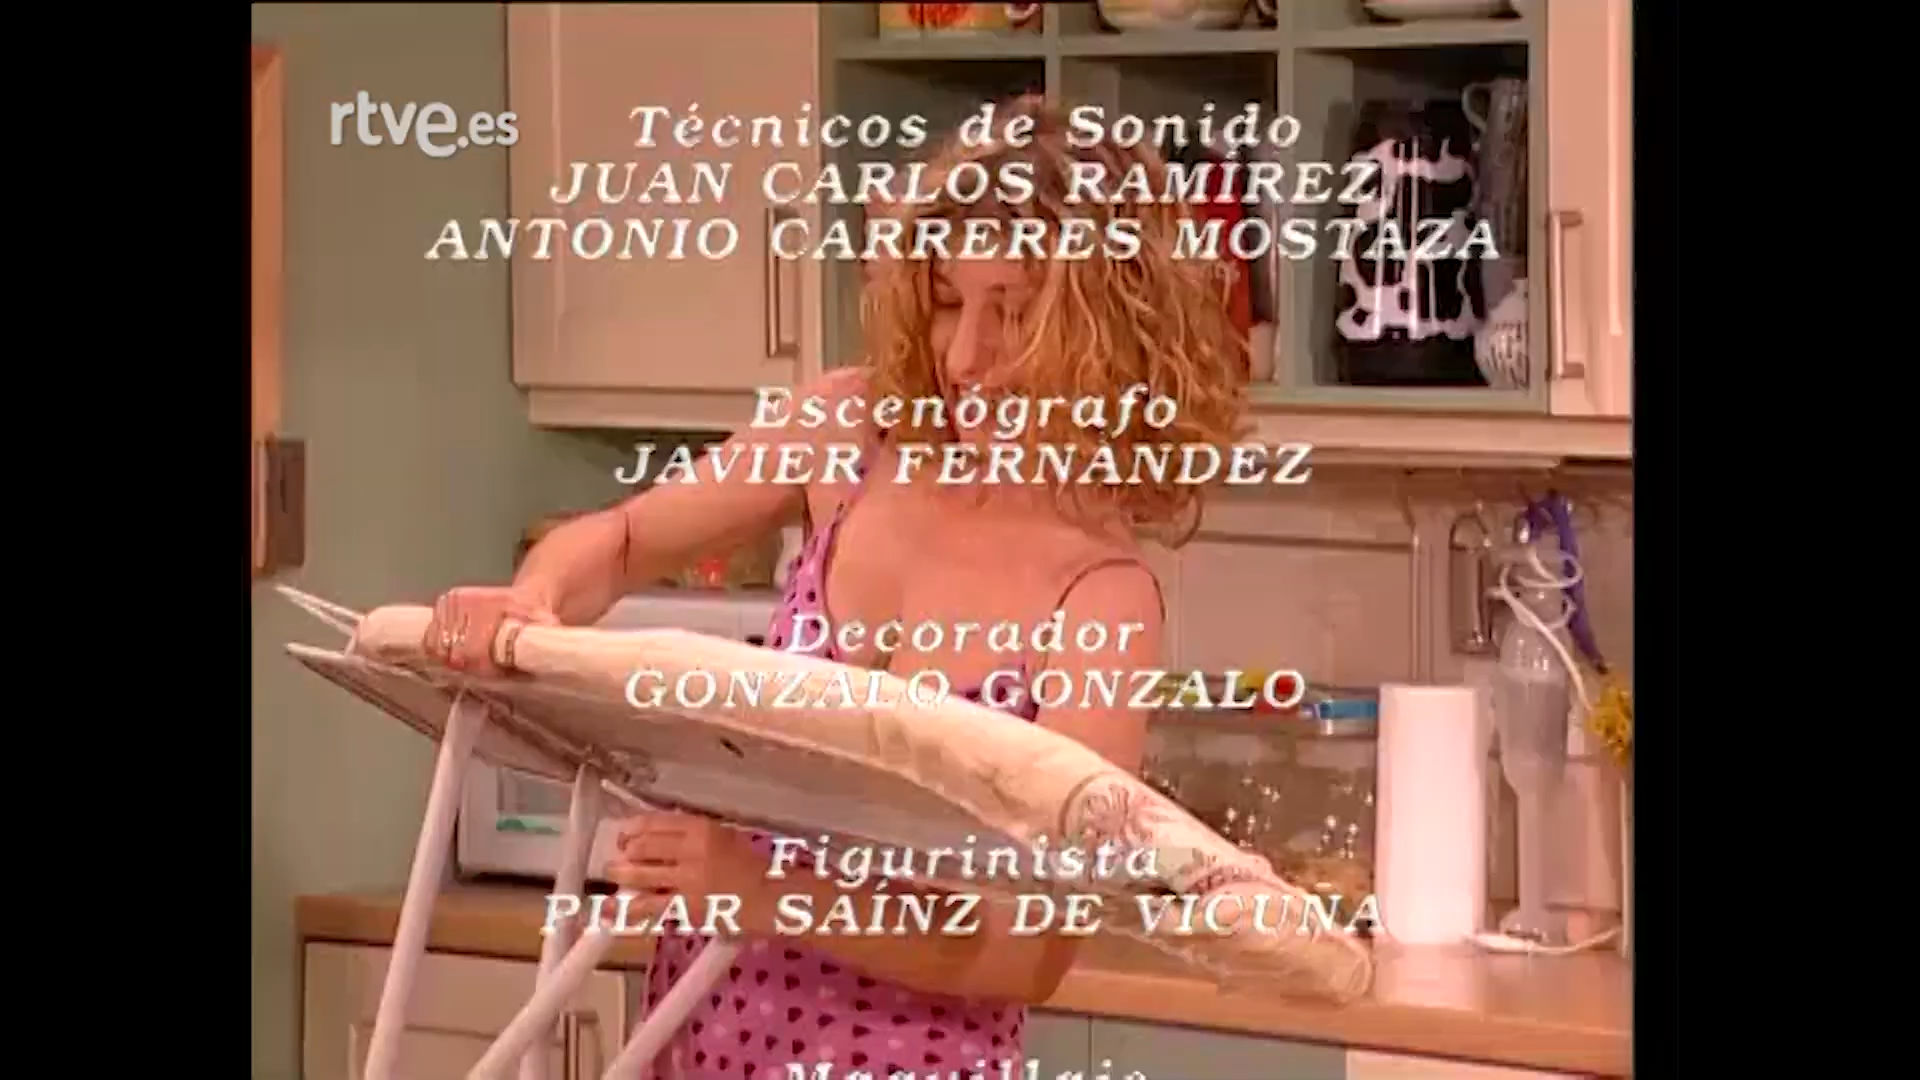 rtve.es
Técnicos de Sonido
JUAN CARLOS RAMÍREZ
ANTONIO CARRERES MOSTAZA
Escenógrafo
JAVIER FERNÁNDEZ
Decorador
GONZALO GONZALO
Figurinista
PILAR SAÍNZ DE VICUÑA
Maquillaje